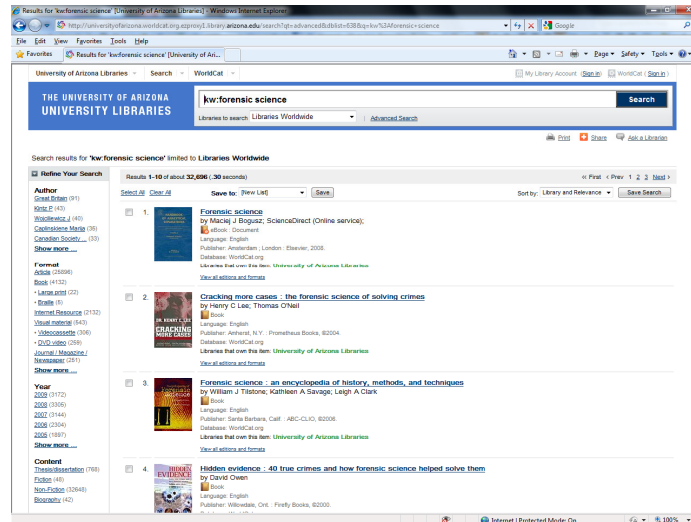 Results for 'kw:forensic science' [University of Arizona Libraries] - Windows Internet Explorer
http://universityofarizona.worldcat.org.ezproxy1.library.arizona.edu/search?qt=advanced&dblist=638&q=kw%3Aforensic+science
Google
File Edit View Favorites Tools Help
Favorites Results for 'kw:forensic science' [University of Ari...
Page Safety Tools
University of Arizona Libraries Search WorldCat
My Library Account (Sign in) WorldCat (Sign in)
THE UNIVERSITY OF ARIZONA
UNIVERSITY LIBRARIES
kw:forensic science
Search
Libraries to search: Libraries Worldwide | Advanced Search
Print Share Ask a Librarian
Search results for 'kw:forensic science' limited to Libraries Worldwide
Refine Your Search
Author
Great Britain (91)
Kintz P (43)
Wojcikiewicz J (40)
Caplinskiene Marija (36)
Canadian Society ... (33)
Show more ...
Format
Article (25896)
Book (4132)
• Large print (22)
• Braille (5)
Internet Resource (2132)
Visual material (643)
• Videocassette (306)
• DVD video (259)
Journal / Magazine /
Newspaper (251)
Show more ...
Year
2009 (3172)
2008 (3306)
2007 (3144)
2006 (2304)
2005 (1897)
Show more ...
Content
Thesis/dissertation (768)
Fiction (48)
Non-Fiction (32648)
Biography (42)
Results 1-10 of about 32,696 (.30 seconds)
« First < Prev 1 2 3 Next >
Select All Clear All Save to: [New List] Save
Sort by: Library and Relevance Save Search
1. Forensic science
by Maciej J Bogusz; ScienceDirect (Online service);
eBook : Document
Language: English
Publisher: Amsterdam ; London : Elsevier, 2008.
Database: WorldCat.org
Libraries that own this item: University of Arizona Libraries
View all editions and formats
2. Cracking more cases : the forensic science of solving crimes
by Henry C Lee; Thomas O'Neil
Book
Language: English
Publisher: Amherst, N.Y. : Prometheus Books, ©2004.
Database: WorldCat.org
Libraries that own this item: University of Arizona Libraries
View all editions and formats
DR. HENRY C. LEE
CRACKING
MORE CASES
3. Forensic science : an encyclopedia of history, methods, and techniques
by William J Tilstone; Kathleen A Savage; Leigh A Clark
Book
Language: English
Publisher: Santa Barbara, Calif. : ABC-CLIO, ©2006.
Database: WorldCat.org
Libraries that own this item: University of Arizona Libraries
View all editions and formats
Forensic
Science
4. Hidden evidence : 40 true crimes and how forensic science helped solve them
by David Owen
Book
Language: English
Publisher: Willowdale, Ont. : Firefly Books, ©2000.
HIDDEN
EVIDENCE
Internet | Protected Mode: On
100%